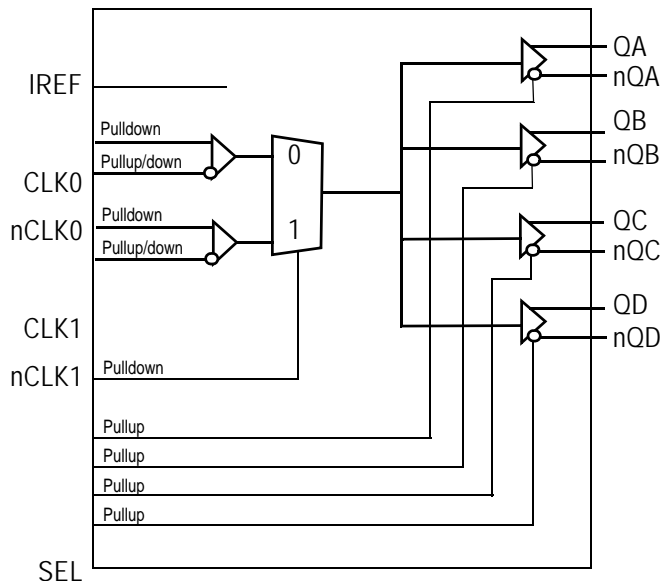 IREF
Pulldown
Pullup/down
CLK0
nCLK0
Pulldown
Pullup/down
CLK1
nCLK1
Pulldown
Pullup
Pullup
Pullup
Pullup
SEL
0
1
QA
nQA
QB
nQB
QC
nQC
QD
nQD